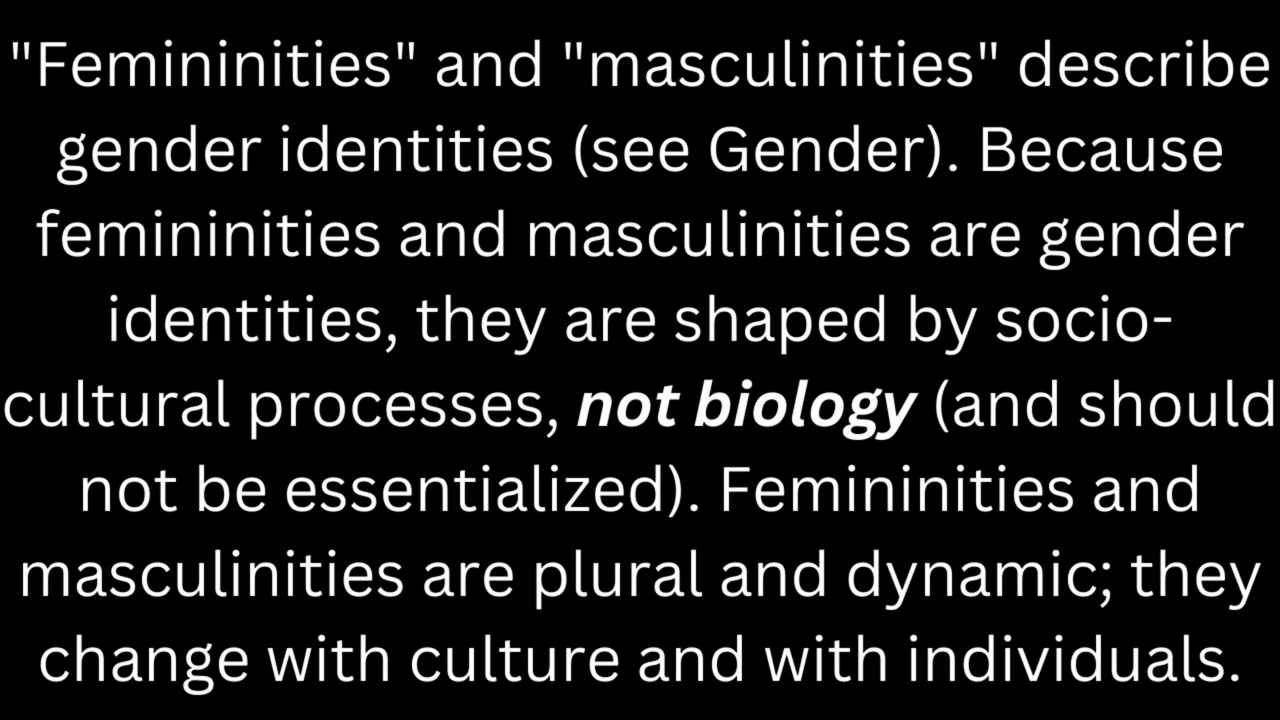 "Femininities" and "masculinities" describe
gender identities (see Gender). Because
femininities and masculinities are gender
identities, they are shaped by socio-
cultural processes, not biology (and should
not be essentialized). Femininities and
masculinities are plural and dynamic; they
change with culture and with individuals.